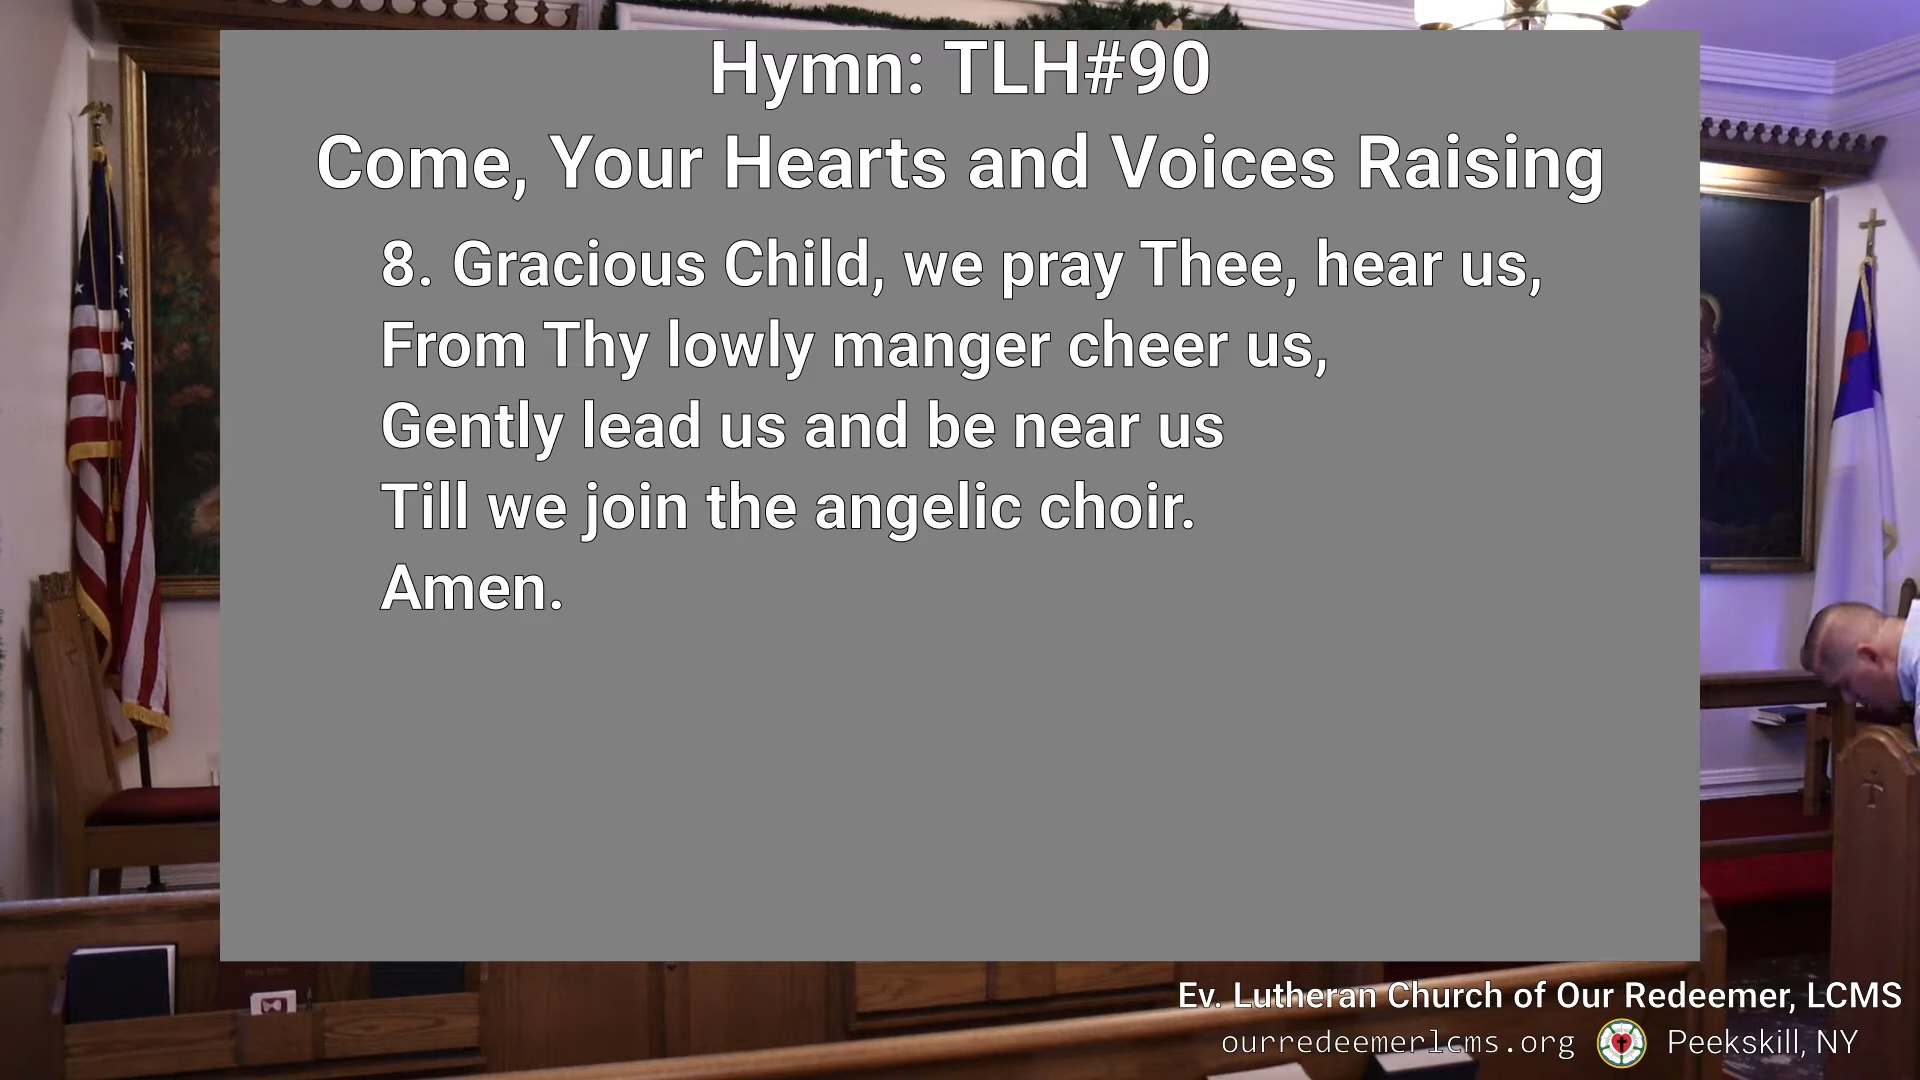 Hymn: TLH#90
Come, Your Hearts and Voices Raising
8. Gracious Child, we pray Thee, hear us,
From Thy lowly manger cheer us,
Gently lead us and be near us
Till we join the angelic choir.
Amen.
Ev. Lutheran Church of Our Redeemer, LCMS
ourredeemerlcms.org
Peekskill, NY